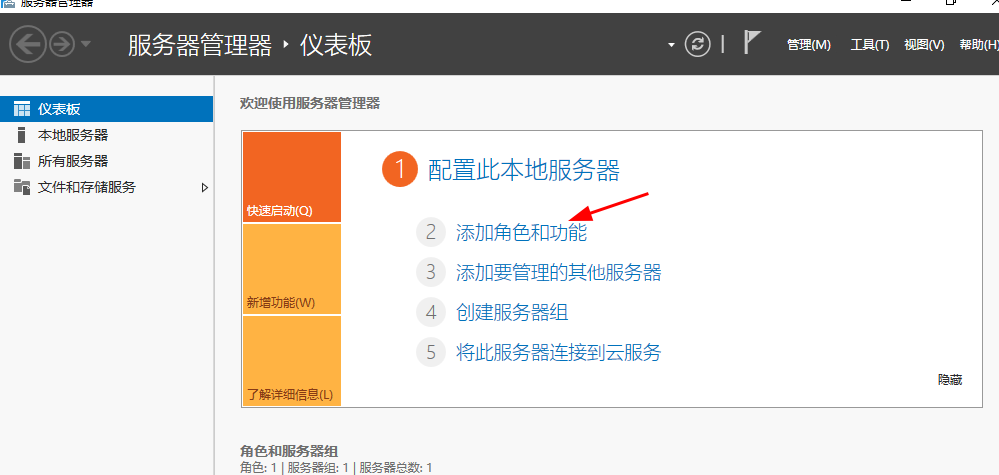 服务器管理器
服务器管理器 · 仪表板
管理(M) 工具(T) 视图(V) 帮助(H)
仪表板
本地服务器
所有服务器
文件和存储服务
欢迎使用服务器管理器
快速启动(Q)
新增功能(W)
了解详细信息(L)
1 配置此本地服务器
2 添加角色和功能
3 添加要管理的其他服务器
4 创建服务器组
5 将此服务器连接到云服务
隐藏
角色和服务器组
角色: 1 | 服务器组: 1 | 服务器总数: 1